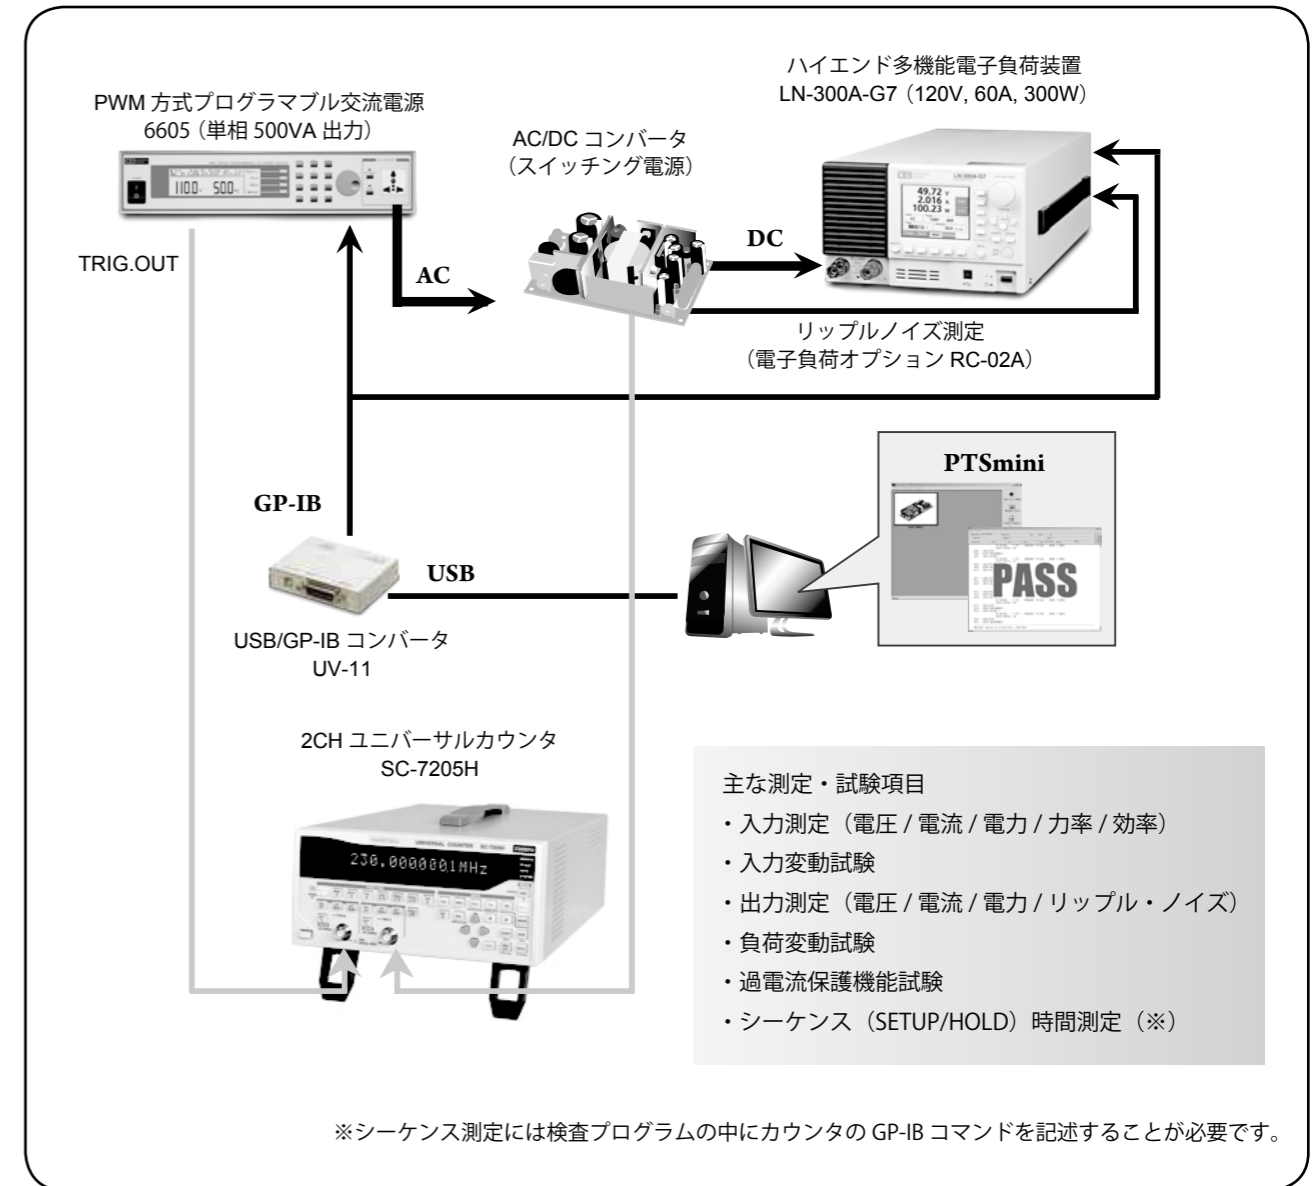 PWM 方式プログラマブル交流電源
6605（単相 500VA 出力）
ハイエンド多機能電子負荷装置
LN-300A-G7（120V, 60A, 300W）
AC/DC コンバータ
（スイッチング電源）
110.0
50.0
LN-300A-G7
49.72 V
2.016 A
100.23 W
TRIG.OUT
AC
DC
リップルノイズ測定
（電子負荷オプション RC-02A）
GP-IB
USB
USB/GP-IB コンバータ
UV-11
PTSmini
PASS
2CH ユニバーサルカウンタ
SC-7205H
UNIVERSAL COUNTER SC-7205H
230.0000001MHz
主な測定・試験項目
・入力測定（電圧 / 電流 / 電力 / 力率 / 効率）
・入力変動試験
・出力測定（電圧 / 電流 / 電力 / リップル・ノイズ）
・負荷変動試験
・過電流保護機能試験
・シーケンス（SETUP/HOLD）時間測定（※）
※シーケンス測定には検査プログラムの中にカウンタの GP-IB コマンドを記述することが必要です。